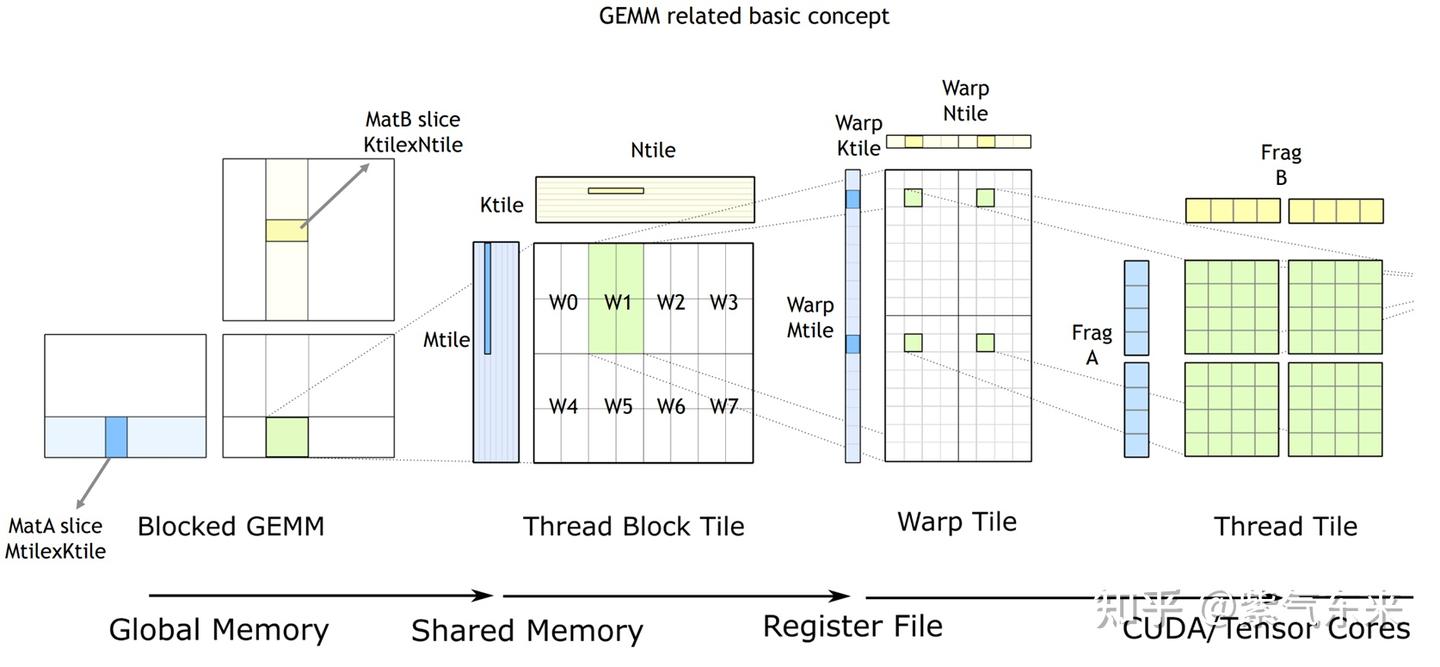 GEMM related basic concept
MatB slice
KtilexNtile
Ntile
Ktile
Mtile
W0 W1 W2 W3
W4 W5 W6 W7
Warp
Ntile
Warp
Ktile
Warp
Mtile
Frag
B
Frag
A
MatA slice
MtilexKtile
Blocked GEMM
Thread Block Tile
Warp Tile
Thread Tile
Global Memory
Shared Memory
Register File
CUDA/Tensor Cores
知乎 @紫气东来